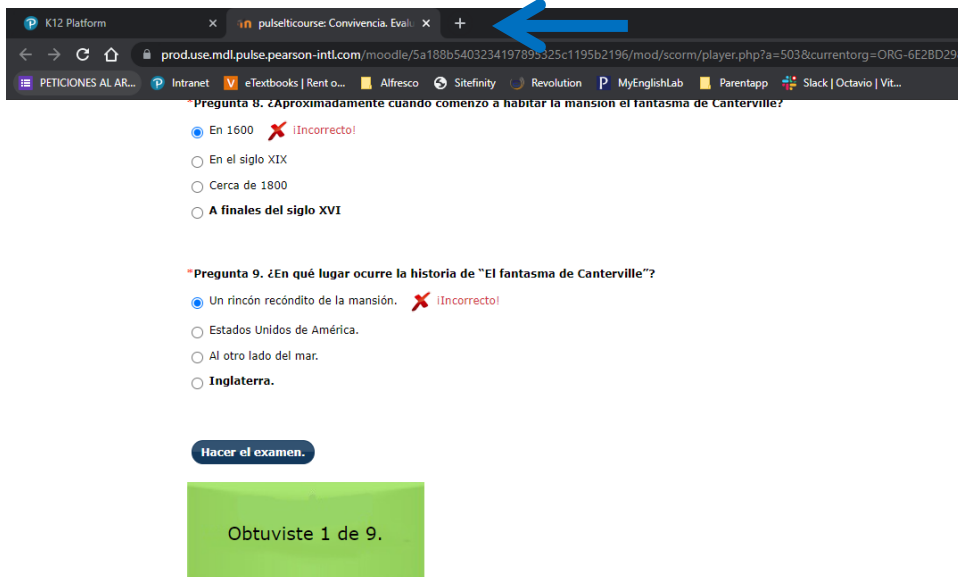 K12 Platform
pulselticourse: Convivencia. Evalu
prod.use.mdl.pulse.pearson-intl.com/moodle/5a188b5403234197895325c1195b2196/mod/scorm/player.php?a=503&currentorg=ORG-6E2BD29
PETICIONES AL AR... Intranet eTextbooks | Rent o... Alfresco Sitefinity Revolution MyEnglishLab Parentapp Slack | Octavio | Vit...
*Pregunta 8. ¿Aproximadamente cuándo comenzó a habitar la mansión el fantasma de Canterville?
En 1600 ¡Incorrecto!
En el siglo XIX
Cerca de 1800
A finales del siglo XVI
*Pregunta 9. ¿En qué lugar ocurre la historia de "El fantasma de Canterville"?
Un rincón recóndito de la mansión. ¡Incorrecto!
Estados Unidos de América.
Al otro lado del mar.
Inglaterra.
Hacer el examen.
Obtuviste 1 de 9.